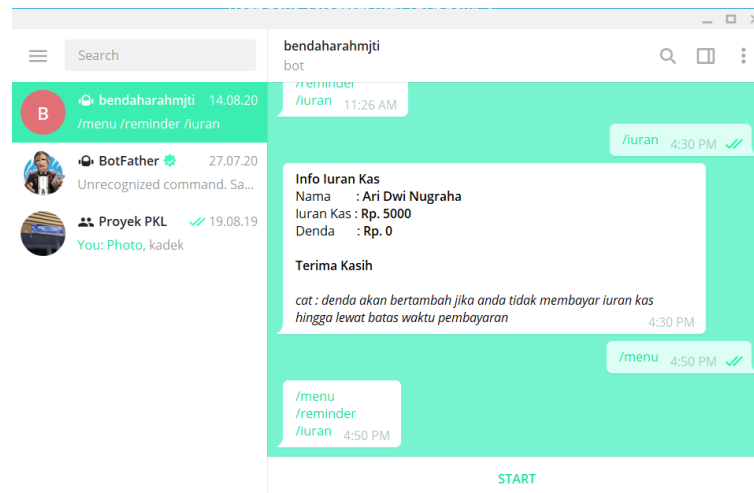 Search
B
bendaharahmjti 14.08.20
/menu /reminder /iuran
BotFather 27.07.20
Unrecognized command. Sa...
Proyek PKL 19.08.19
You: Photo, kadek
bendaharahmjti
bot
/reminder
/iuran 11:26 AM
/iuran 4:30 PM
Info Iuran Kas
Nama : Ari Dwi Nugraha
Iuran Kas : Rp. 5000
Denda : Rp. 0
Terima Kasih
cat : denda akan bertambah jika anda tidak membayar iuran kas
hingga lewat batas waktu pembayaran
4:30 PM
/menu 4:50 PM
/menu
/reminder
/iuran 4:50 PM
START